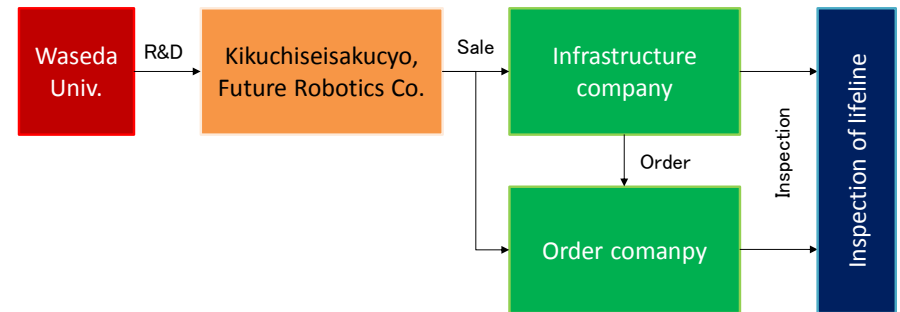 Waseda
Univ.
R&D
Kikuchiseisakucyo,
Future Robotics Co.
Sale
Infrastructure
company
Order
Order comanpy
Inspection
Inspection of lifeline